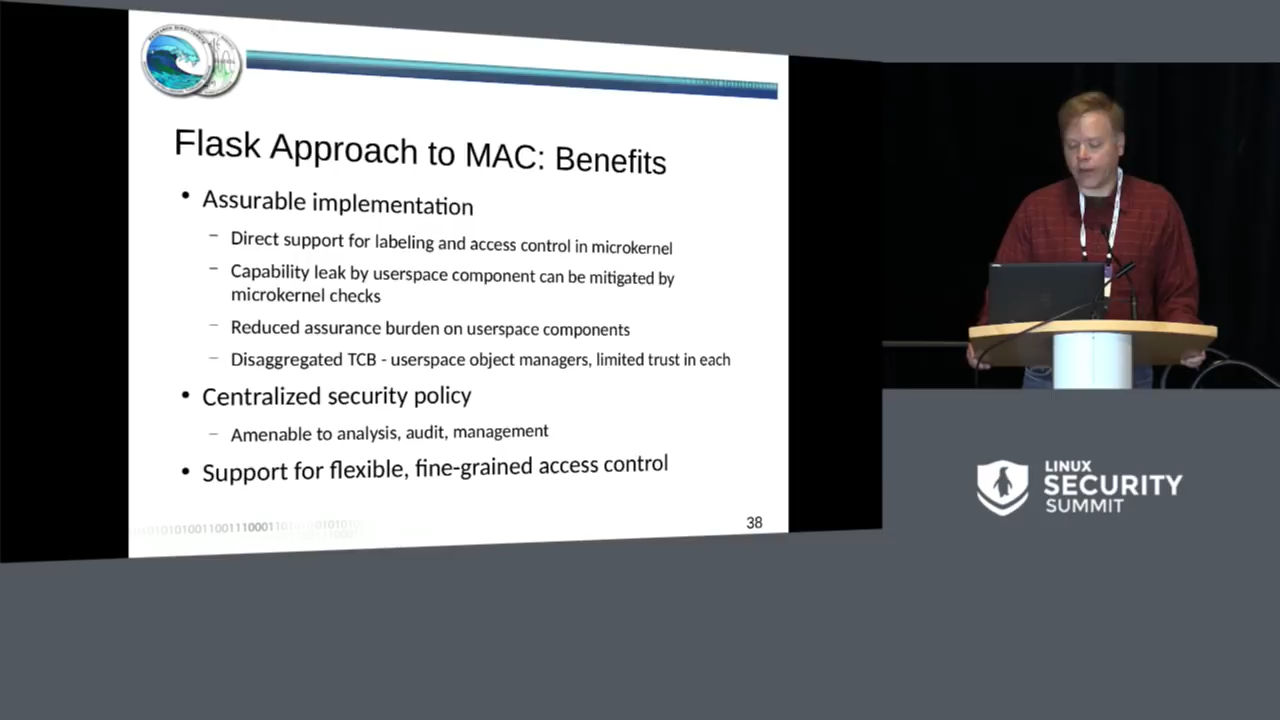 Flask Approach to MAC: Benefits
• Assurable implementation
– Direct support for labeling and access control in microkernel
– Capability leak by userspace component can be mitigated by
microkernel checks
– Reduced assurance burden on userspace components
– Disaggregated TCB - userspace object managers, limited trust in each
• Centralized security policy
– Amenable to analysis, audit, management
• Support for flexible, fine-grained access control
38
LINUX
SECURITY
SUMMIT